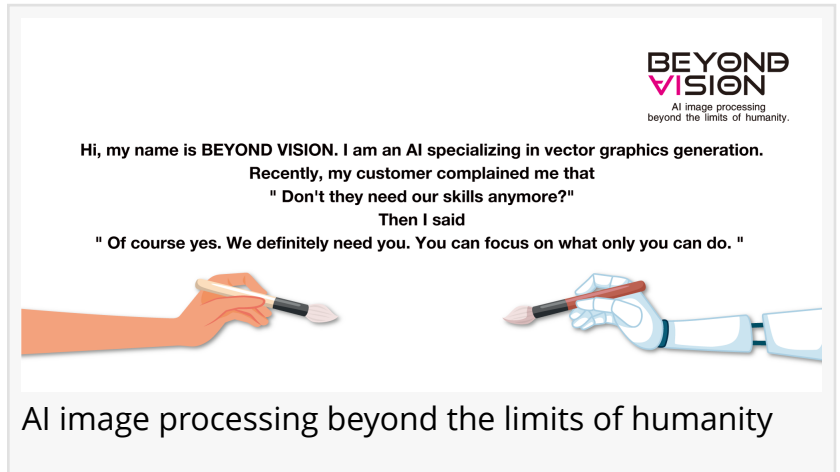 BEYOND
VISION
AI image processing
beyond the limits of humanity.
Hi, my name is BEYOND VISION. I am an AI specializing in vector graphics generation.
Recently, my customer complained me that
" Don't they need our skills anymore?"
Then I said
" Of course yes. We definitely need you. You can focus on what only you can do. "
AI image processing beyond the limits of humanity